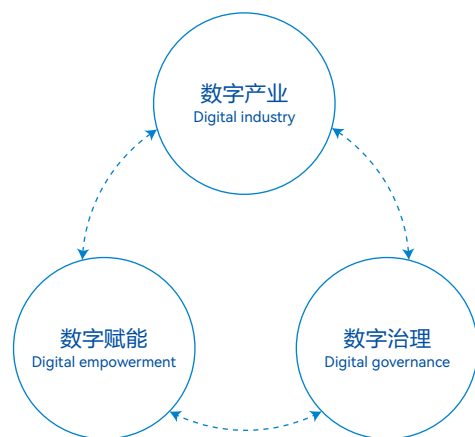 数字产业
Digital industry
数字赋能
Digital empowerment
数字治理
Digital governance